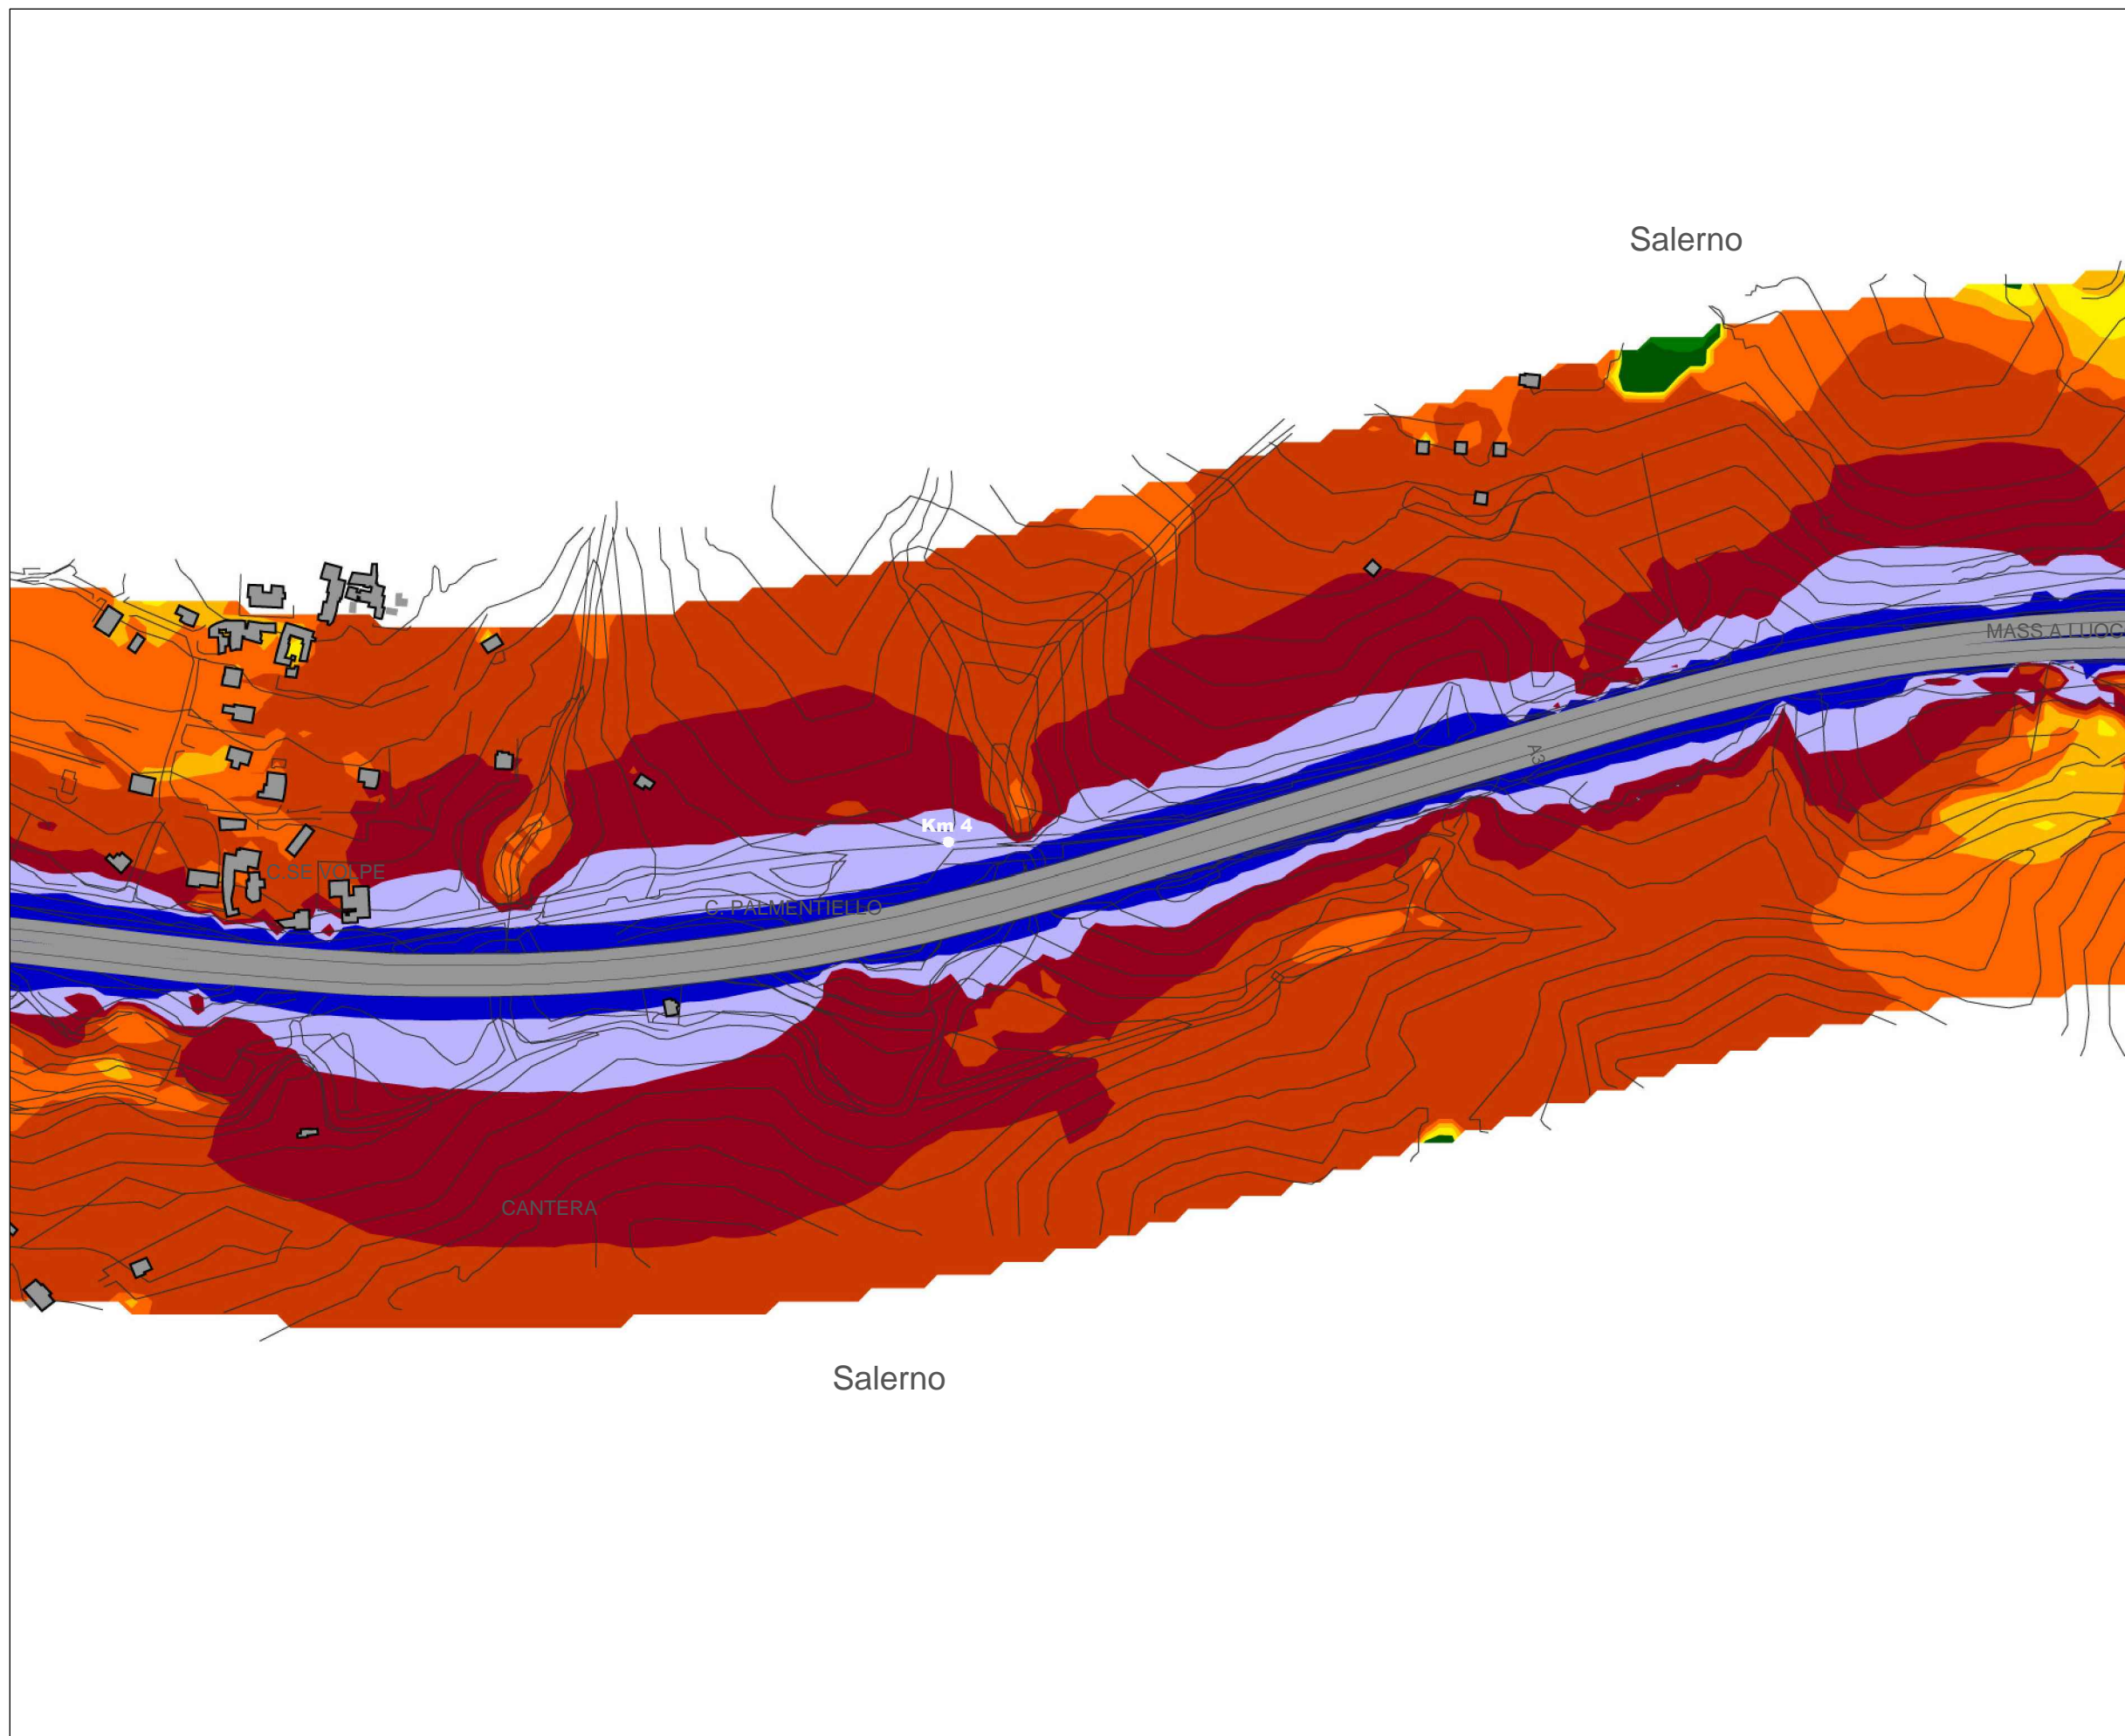 Salerno
MASS A LUOC
A3
Km 4
C.SE VOLPE
C. PALMENTIELLO
CANTERA
Salerno